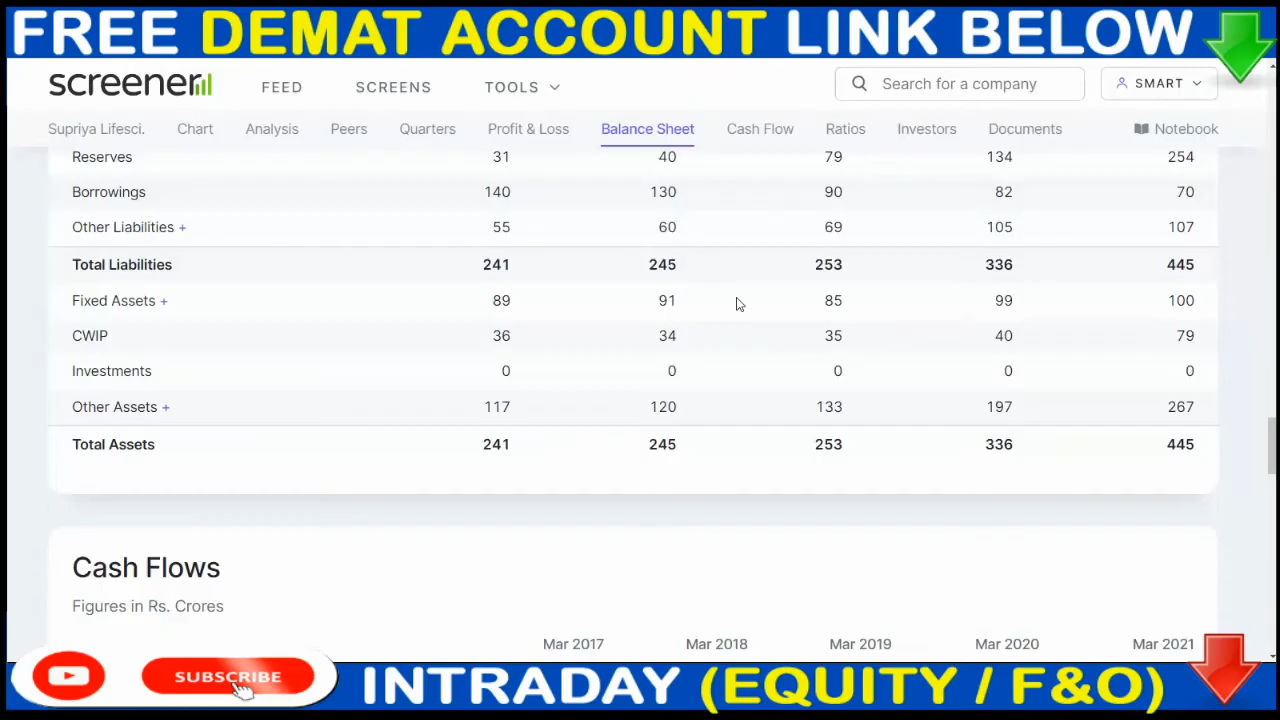 FREE DEMAT ACCOUNT LINK BELOW
screener FEED SCREENS TOOLS Search for a company SMART
Supriya Lifesci. Chart Analysis Peers Quarters Profit & Loss Balance Sheet Cash Flow Ratios Investors Documents Notebook
Reserves 31 40 79 134 254
Borrowings 140 130 90 82 70
Other Liabilities + 55 60 69 105 107
Total Liabilities 241 245 253 336 445
Fixed Assets + 89 91 85 99 100
CWIP 36 34 35 40 79
Investments 0 0 0 0 0
Other Assets + 117 120 133 197 267
Total Assets 241 245 253 336 445
Cash Flows
Figures in Rs. Crores
Mar 2017 Mar 2018 Mar 2019 Mar 2020 Mar 2021
SUBSCRIBE INTRADAY (EQUITY / F&O)